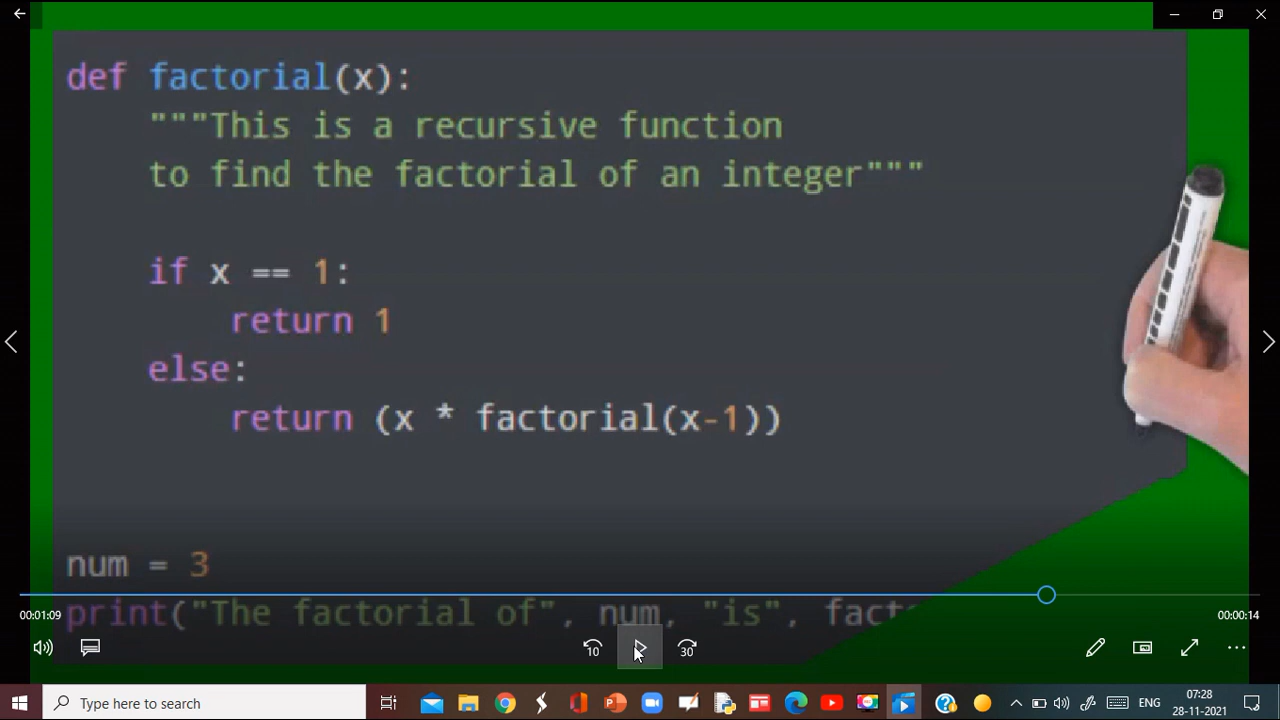 def factorial(x):
"""This is a recursive function
to find the factorial of an integer"""
if x == 1:
return 1
else:
return (x * factorial(x-1))
num = 3
print("The factorial of", num, "is",
00:01:09
00:00:14
10
30
Type here to search
ENG
07:28
28-11-2021